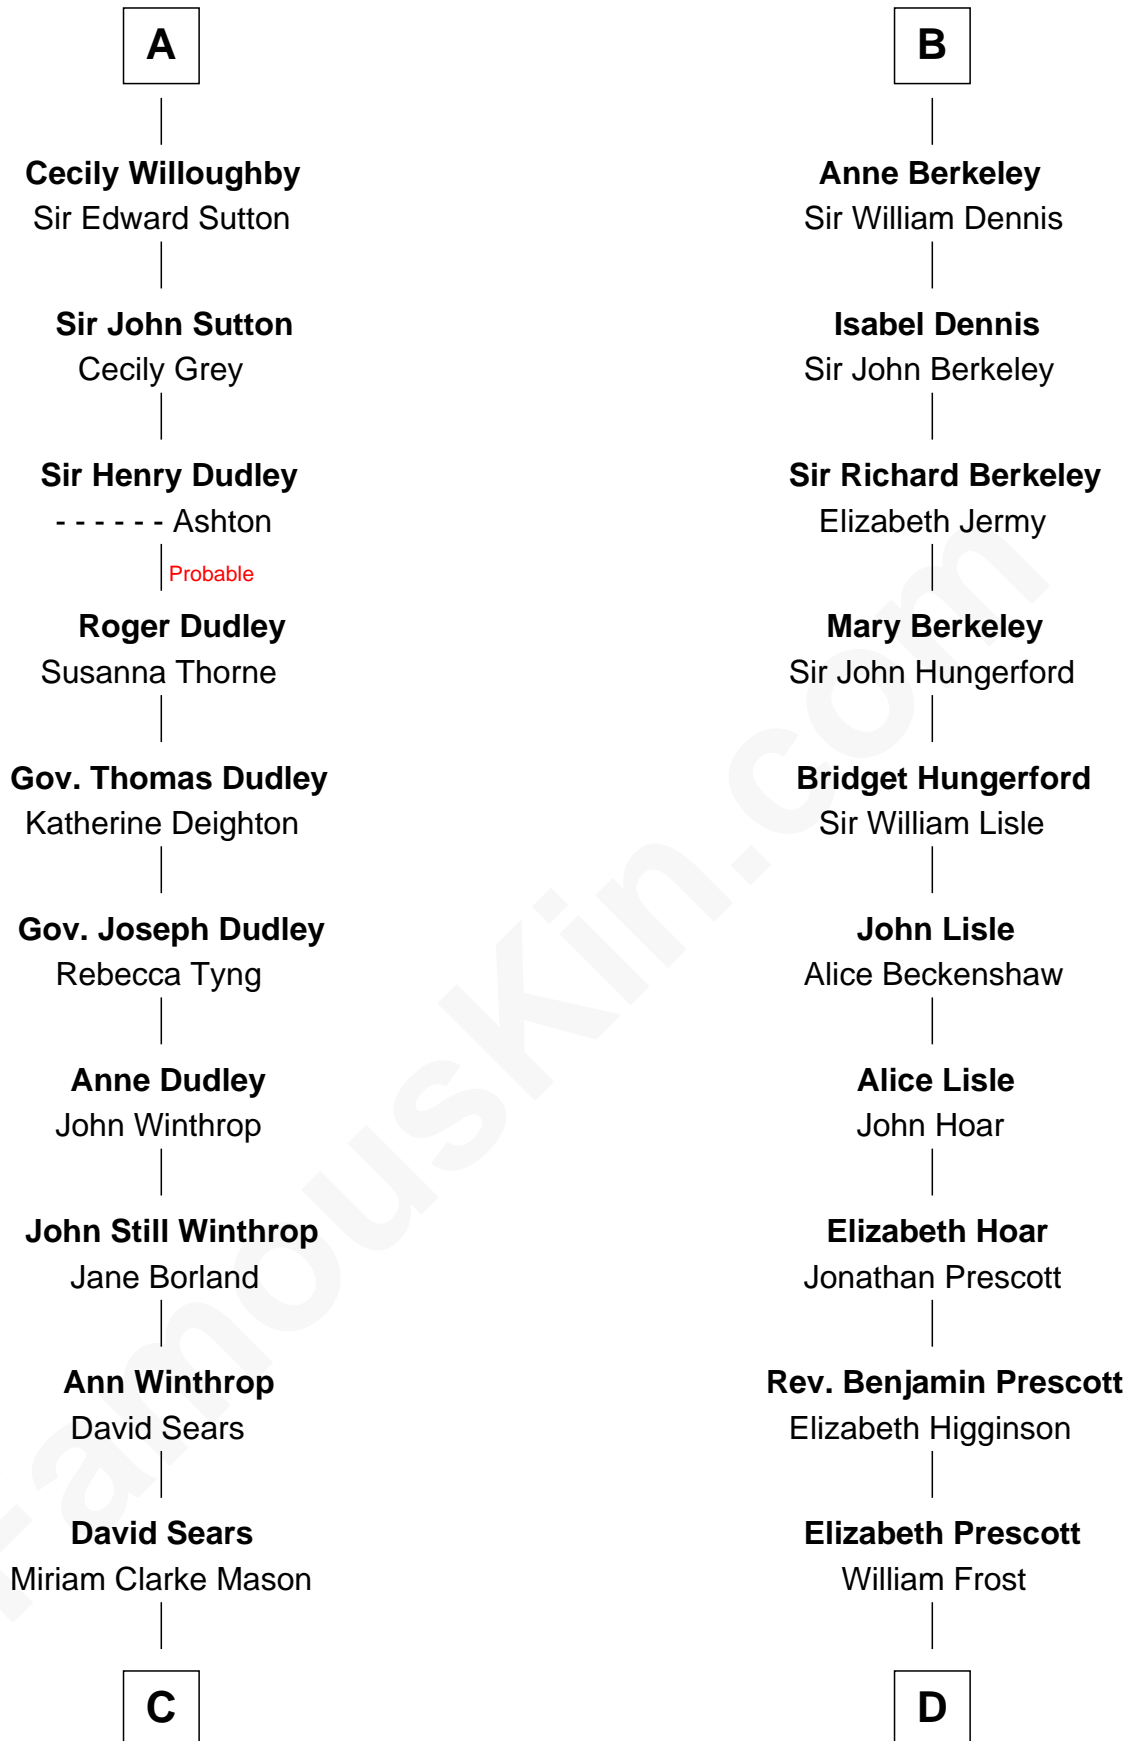 A
Cecily Willoughby
Sir Edward Sutton
Sir John Sutton
Cecily Grey
Sir Henry Dudley
- - - - - - Ashton
Probable
Roger Dudley
Susanna Thorne
Gov. Thomas Dudley
Katherine Deighton
Gov. Joseph Dudley
Rebecca Tyng
Anne Dudley
John Winthrop
John Still Winthrop
Jane Borland
Ann Winthrop
David Sears
David Sears
Miriam Clarke Mason
C
B
Anne Berkeley
Sir William Dennis
Isabel Dennis
Sir John Berkeley
Sir Richard Berkeley
Elizabeth Jermy
Mary Berkeley
Sir John Hungerford
Bridget Hungerford
Sir William Lisle
John Lisle
Alice Beckenshaw
Alice Lisle
John Hoar
Elizabeth Hoar
Jonathan Prescott
Rev. Benjamin Prescott
Elizabeth Higginson
Elizabeth Prescott
William Frost
D
FamousKin.com